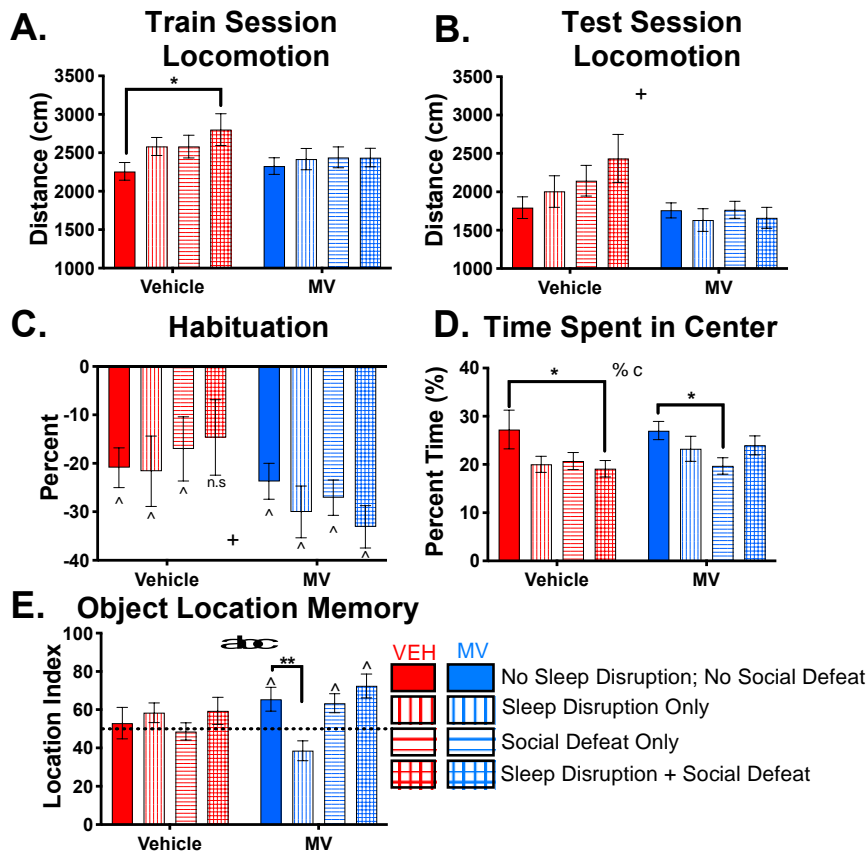 A.
Train Session
Locomotion
Distance (cm)
3500
3000
2500
2000
1500
1000
*
Vehicle
MV
B.
Test Session
Locomotion
Distance (cm)
3500
3000
2500
2000
1500
1000
+
Vehicle
MV
C.
Habituation
Percent
0
-10
-20
-30
-40
^
^
^
n.s
^
^
^
^
+
Vehicle
MV
D.
Time Spent in Center
Percent Time (%)
40
30
20
10
0
*
% c
*
Vehicle
MV
E.
Object Location Memory
Location Index
100
80
60
40
20
0
abc
^
**
^
^
Vehicle
MV
VEH
MV
No Sleep Disruption; No Social Defeat
Sleep Disruption Only
Social Defeat Only
Sleep Disruption + Social Defeat